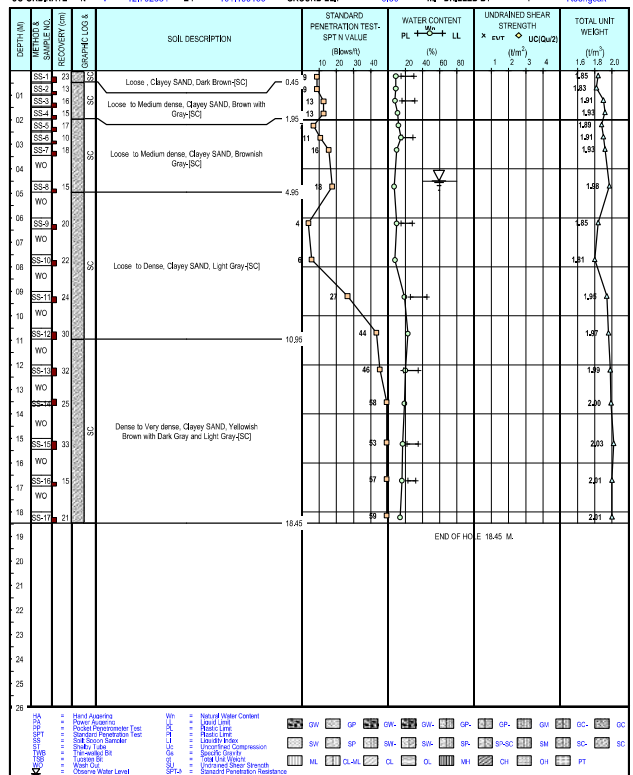 DEPTH (M)
METHOD & SAMPLE NO.
RECOVERY (cm)
GRAPHIC LOG &
SOIL DESCRIPTION
STANDARD PENETRATION TEST- SPT N VALUE
(Blows/ft)
10 20 30 40
WATER CONTENT
PL Wn LL
(%)
20 40 60 80
UNDRAINED SHEAR STRENGTH
× FVT ◇ UC(Qu/2)
(t/m²)
1 2 3 4
TOTAL UNIT WEIGHT
(t/m³)
1.6 1.8 2.0
SS-1 23 SC Loose , Clayey SAND, Dark Brown-[SC] 0.45 9 1.85
SS-2 13 9 1.83
01 SS-3 16 SC Loose to Medium dense, Clayey SAND, Brown with Gray-[SC] 13 1.91
SS-4 15 13 1.93
02 1.95
SS-5 17 1.89
SS-6 10 11 1.91
03 SS-7 18 SC Loose to Medium dense, Clayey SAND, Brownish Gray-[SC] 16 1.93
WO
04
SS-8 15 18 1.98
05 4.95
WO
06 SS-9 20 4 1.85
WO
07
SS-10 22 6 1.81
08 SC Loose to Dense, Clayey SAND, Light Gray-[SC]
WO
09 SS-11 24 27 1.95
WO
10
SS-12 30 44 1.97
11 10.95
WO
12 SS-13 32 46 1.99
WO
13
SS-14 25 58 2.00
14
WO
SC Dense to Very dense, Clayey SAND, Yellowish Brown with Dark Gray and Light Gray-[SC]
15 SS-15 33 53 2.03
WO
16
SS-16 15 57 2.01
17 WO
18 SS-17 21 59 2.01
18.45
19 END OF HOLE 18.45 M.
20
21
22
23
24
25
26
HA = Hand Augering
PA = Power Augering
PP = Pocket Penetrometer Test
SPT = Standard Penetration Test
SS = Split Spoon Sampler
ST = Shelby Tube
TWB = Thin-walled Bit
TSB = Tugsten Bit
WO = Wash Out
= Observe Water Level
Wn = Natural Water Content
LL = Liquid Limit
PL = Plastic Limit
LI = Liquidity Index
Uc = Unconfined Compression
Gs = Specific Gravity
= Total Unit Weight
SU = Undrained Shear Strength
SPT-N = Standard Penetration Resistance
GW GP GW- GW- GP- GP- GM GC- GC
SW SP SW- SW- SP- SP-SC SM SC- SC
ML CL-ML CL OL MH CH OH PT